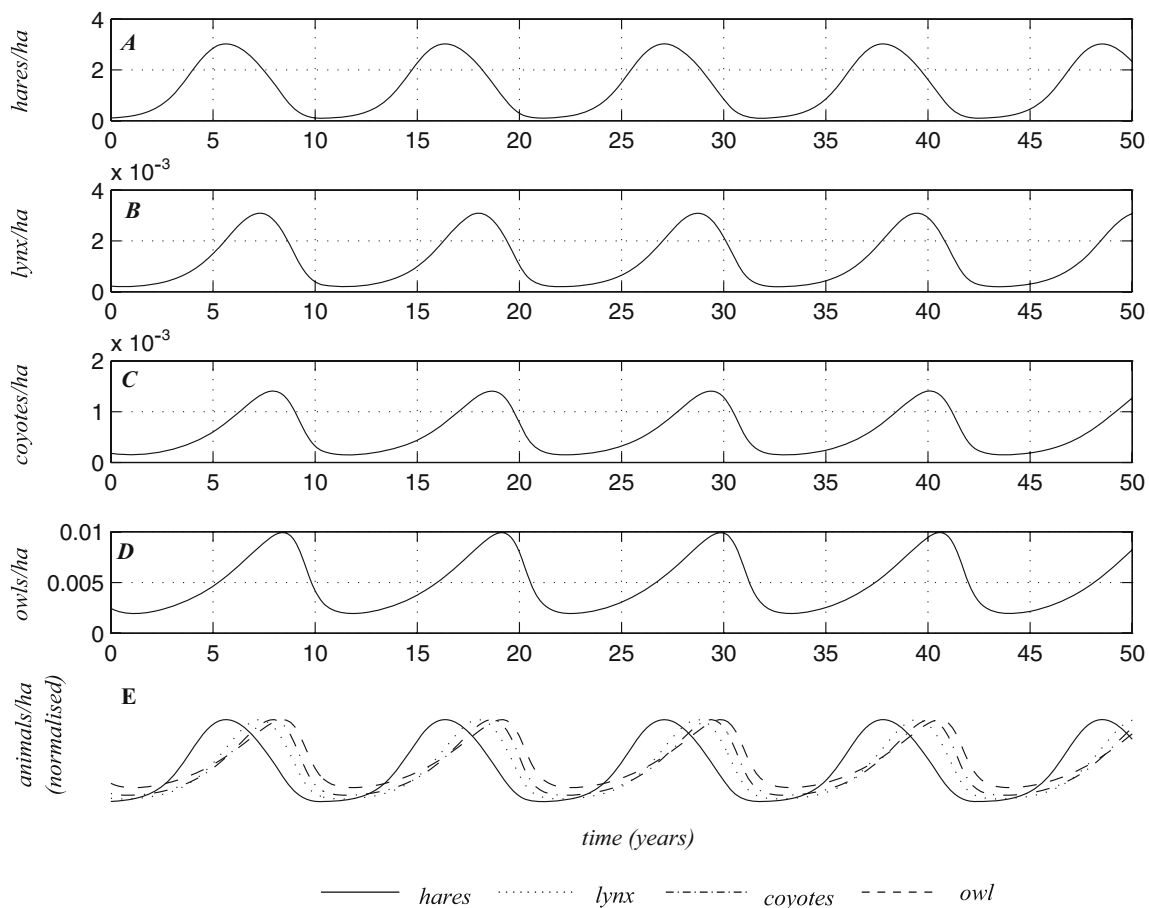 4
A
hares/ha
2
0
0 5 10 15 20 25 30 35 40 45 50
x 10-3
4
B
lynx/ha
2
0
0 5 10 15 20 25 30 35 40 45 50
x 10-3
2
C
coyotes/ha
1
0
0 5 10 15 20 25 30 35 40 45 50
0.01
D
owls/ha
0.005
0
0 5 10 15 20 25 30 35 40 45 50
E
animals/ha
(normalised)
time (years)
hares lynx coyotes owl